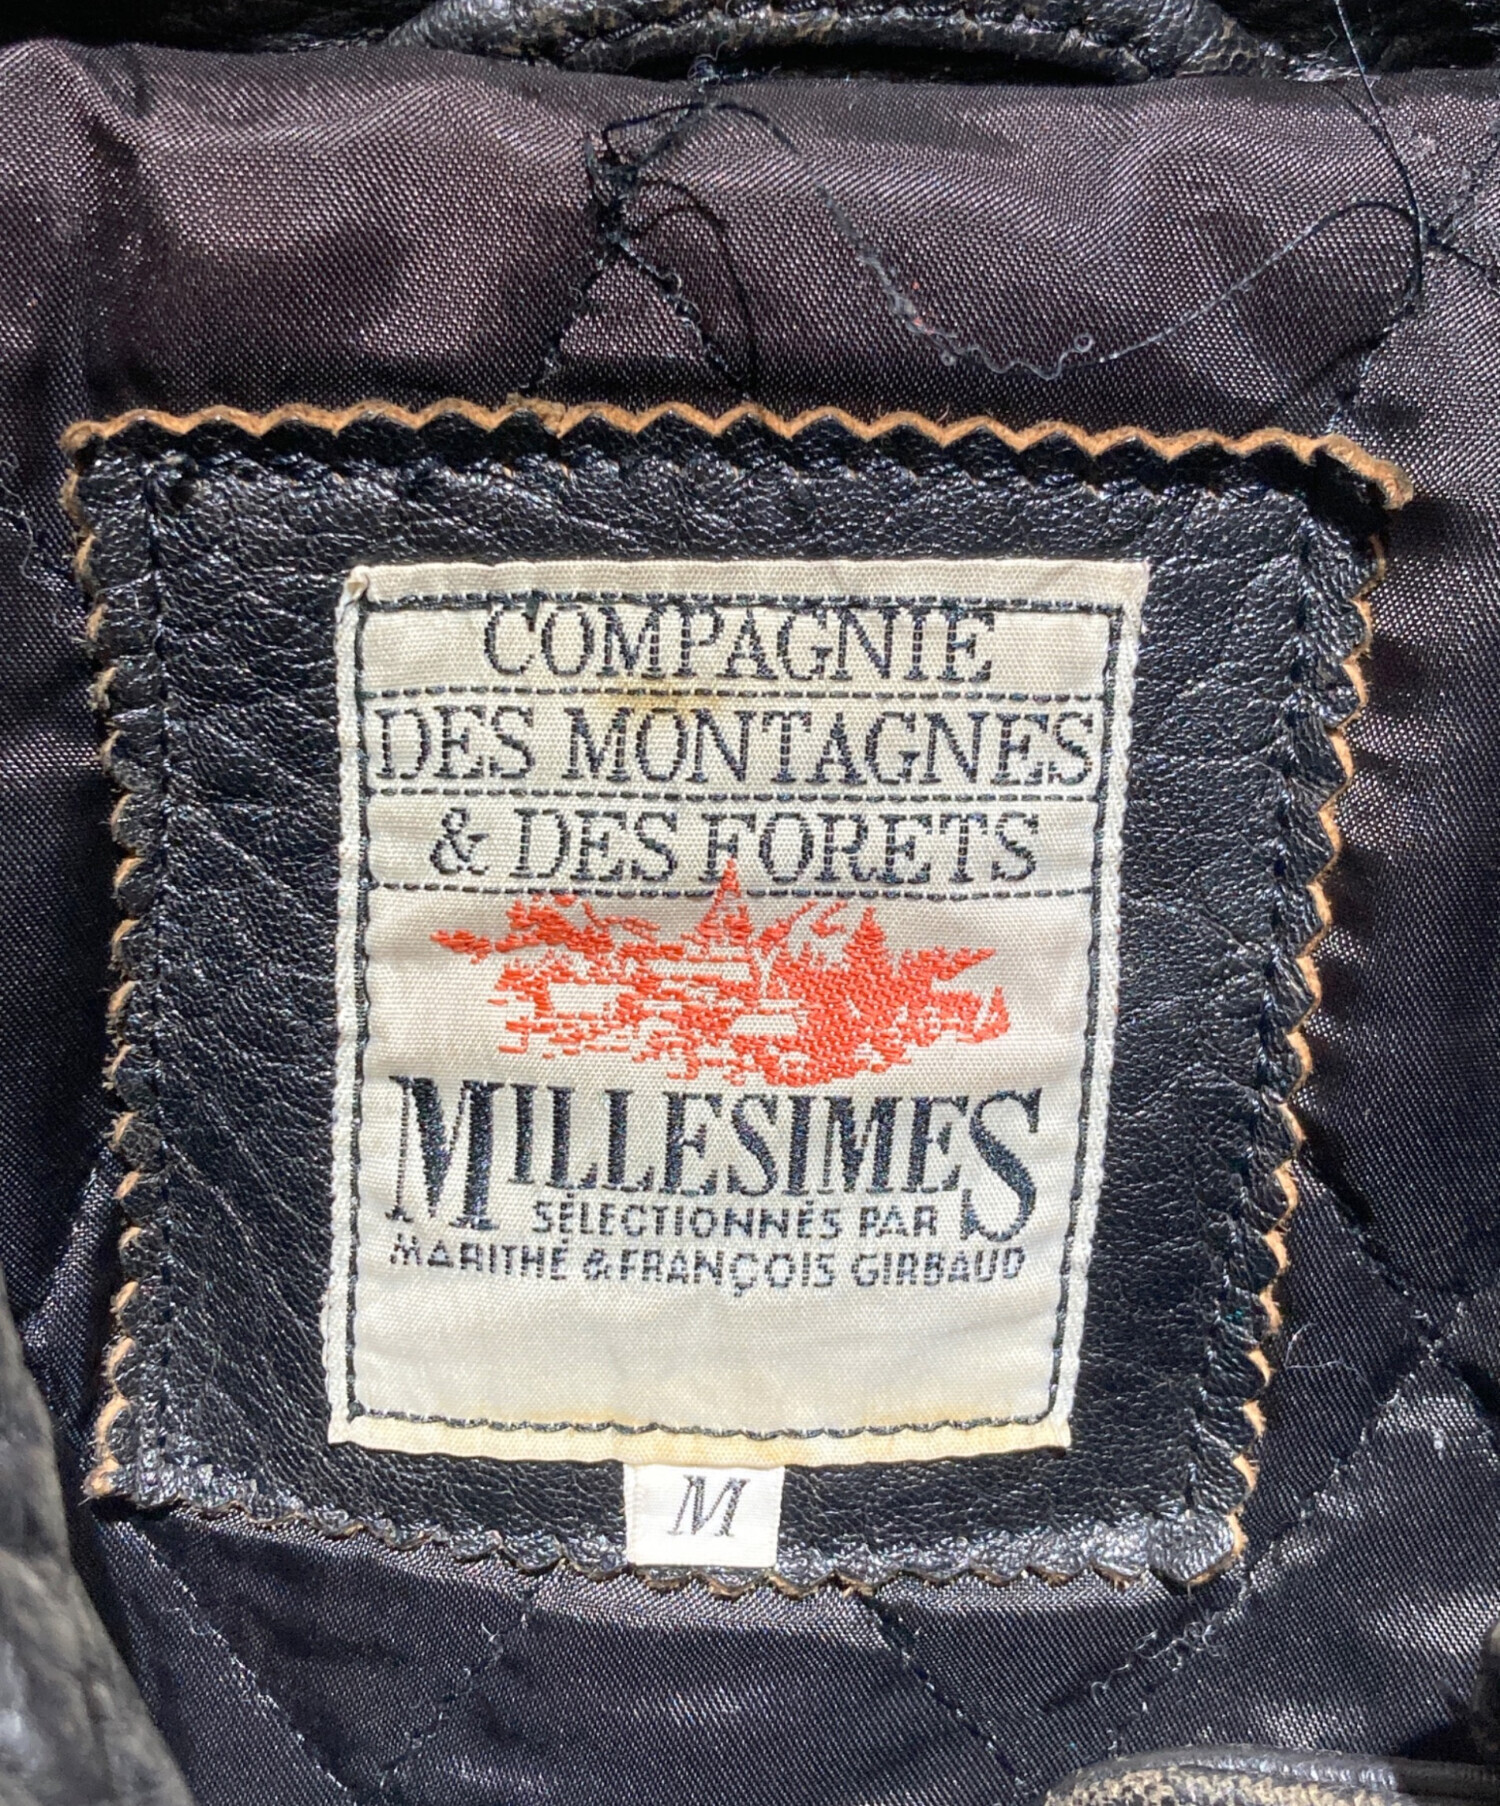 COMPAGNIE
DES MONTAGNES
& DES FORETS
MILLESIMES
SÉLECTIONNÉS PAR
MARITHÉ & FRANÇOIS GIRBAUD
M